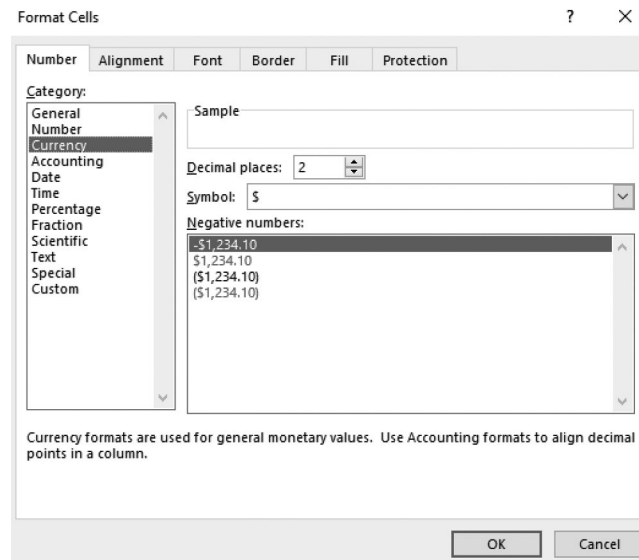 Format Cells ? X
Number Alignment Font Border Fill Protection
Category:
General
Number
Currency
Accounting
Date
Time
Percentage
Fraction
Scientific
Text
Special
Custom
Sample
Decimal places: 2
Symbol: $
Negative numbers:
-$1,234.10
$1,234.10
($1,234.10)
($1,234.10)
Currency formats are used for general monetary values. Use Accounting formats to align decimal
points in a column.
OK Cancel